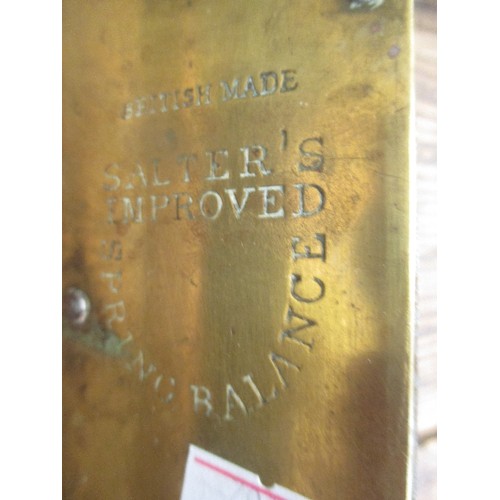 BRITISH MADE
SALTER'S
IMPROVED
SPRING BALANCE